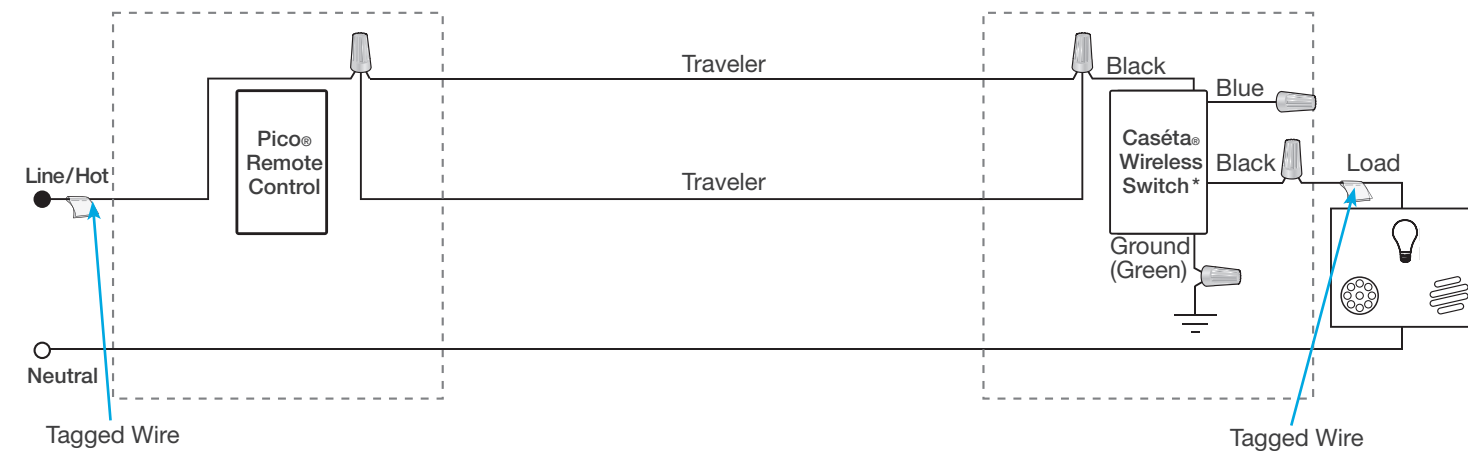 Traveler
Black
Blue
Pico®
Remote
Control
Caséta®
Wireless
Switch*
Line/Hot
Traveler
Black
Load
Ground
(Green)
Neutral
Tagged Wire
Tagged Wire